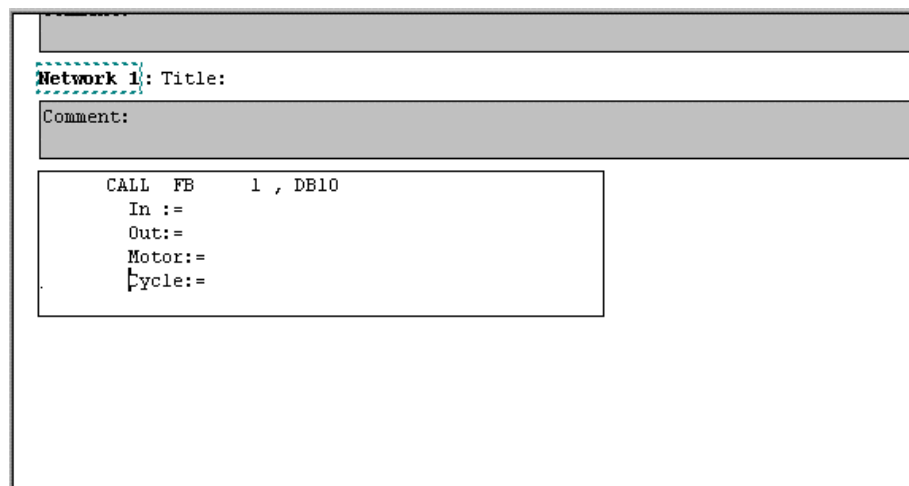 Network 1: Title:
Comment:
CALL FB 1 , DB10
In :=
Out:=
Motor:=
Cycle:=